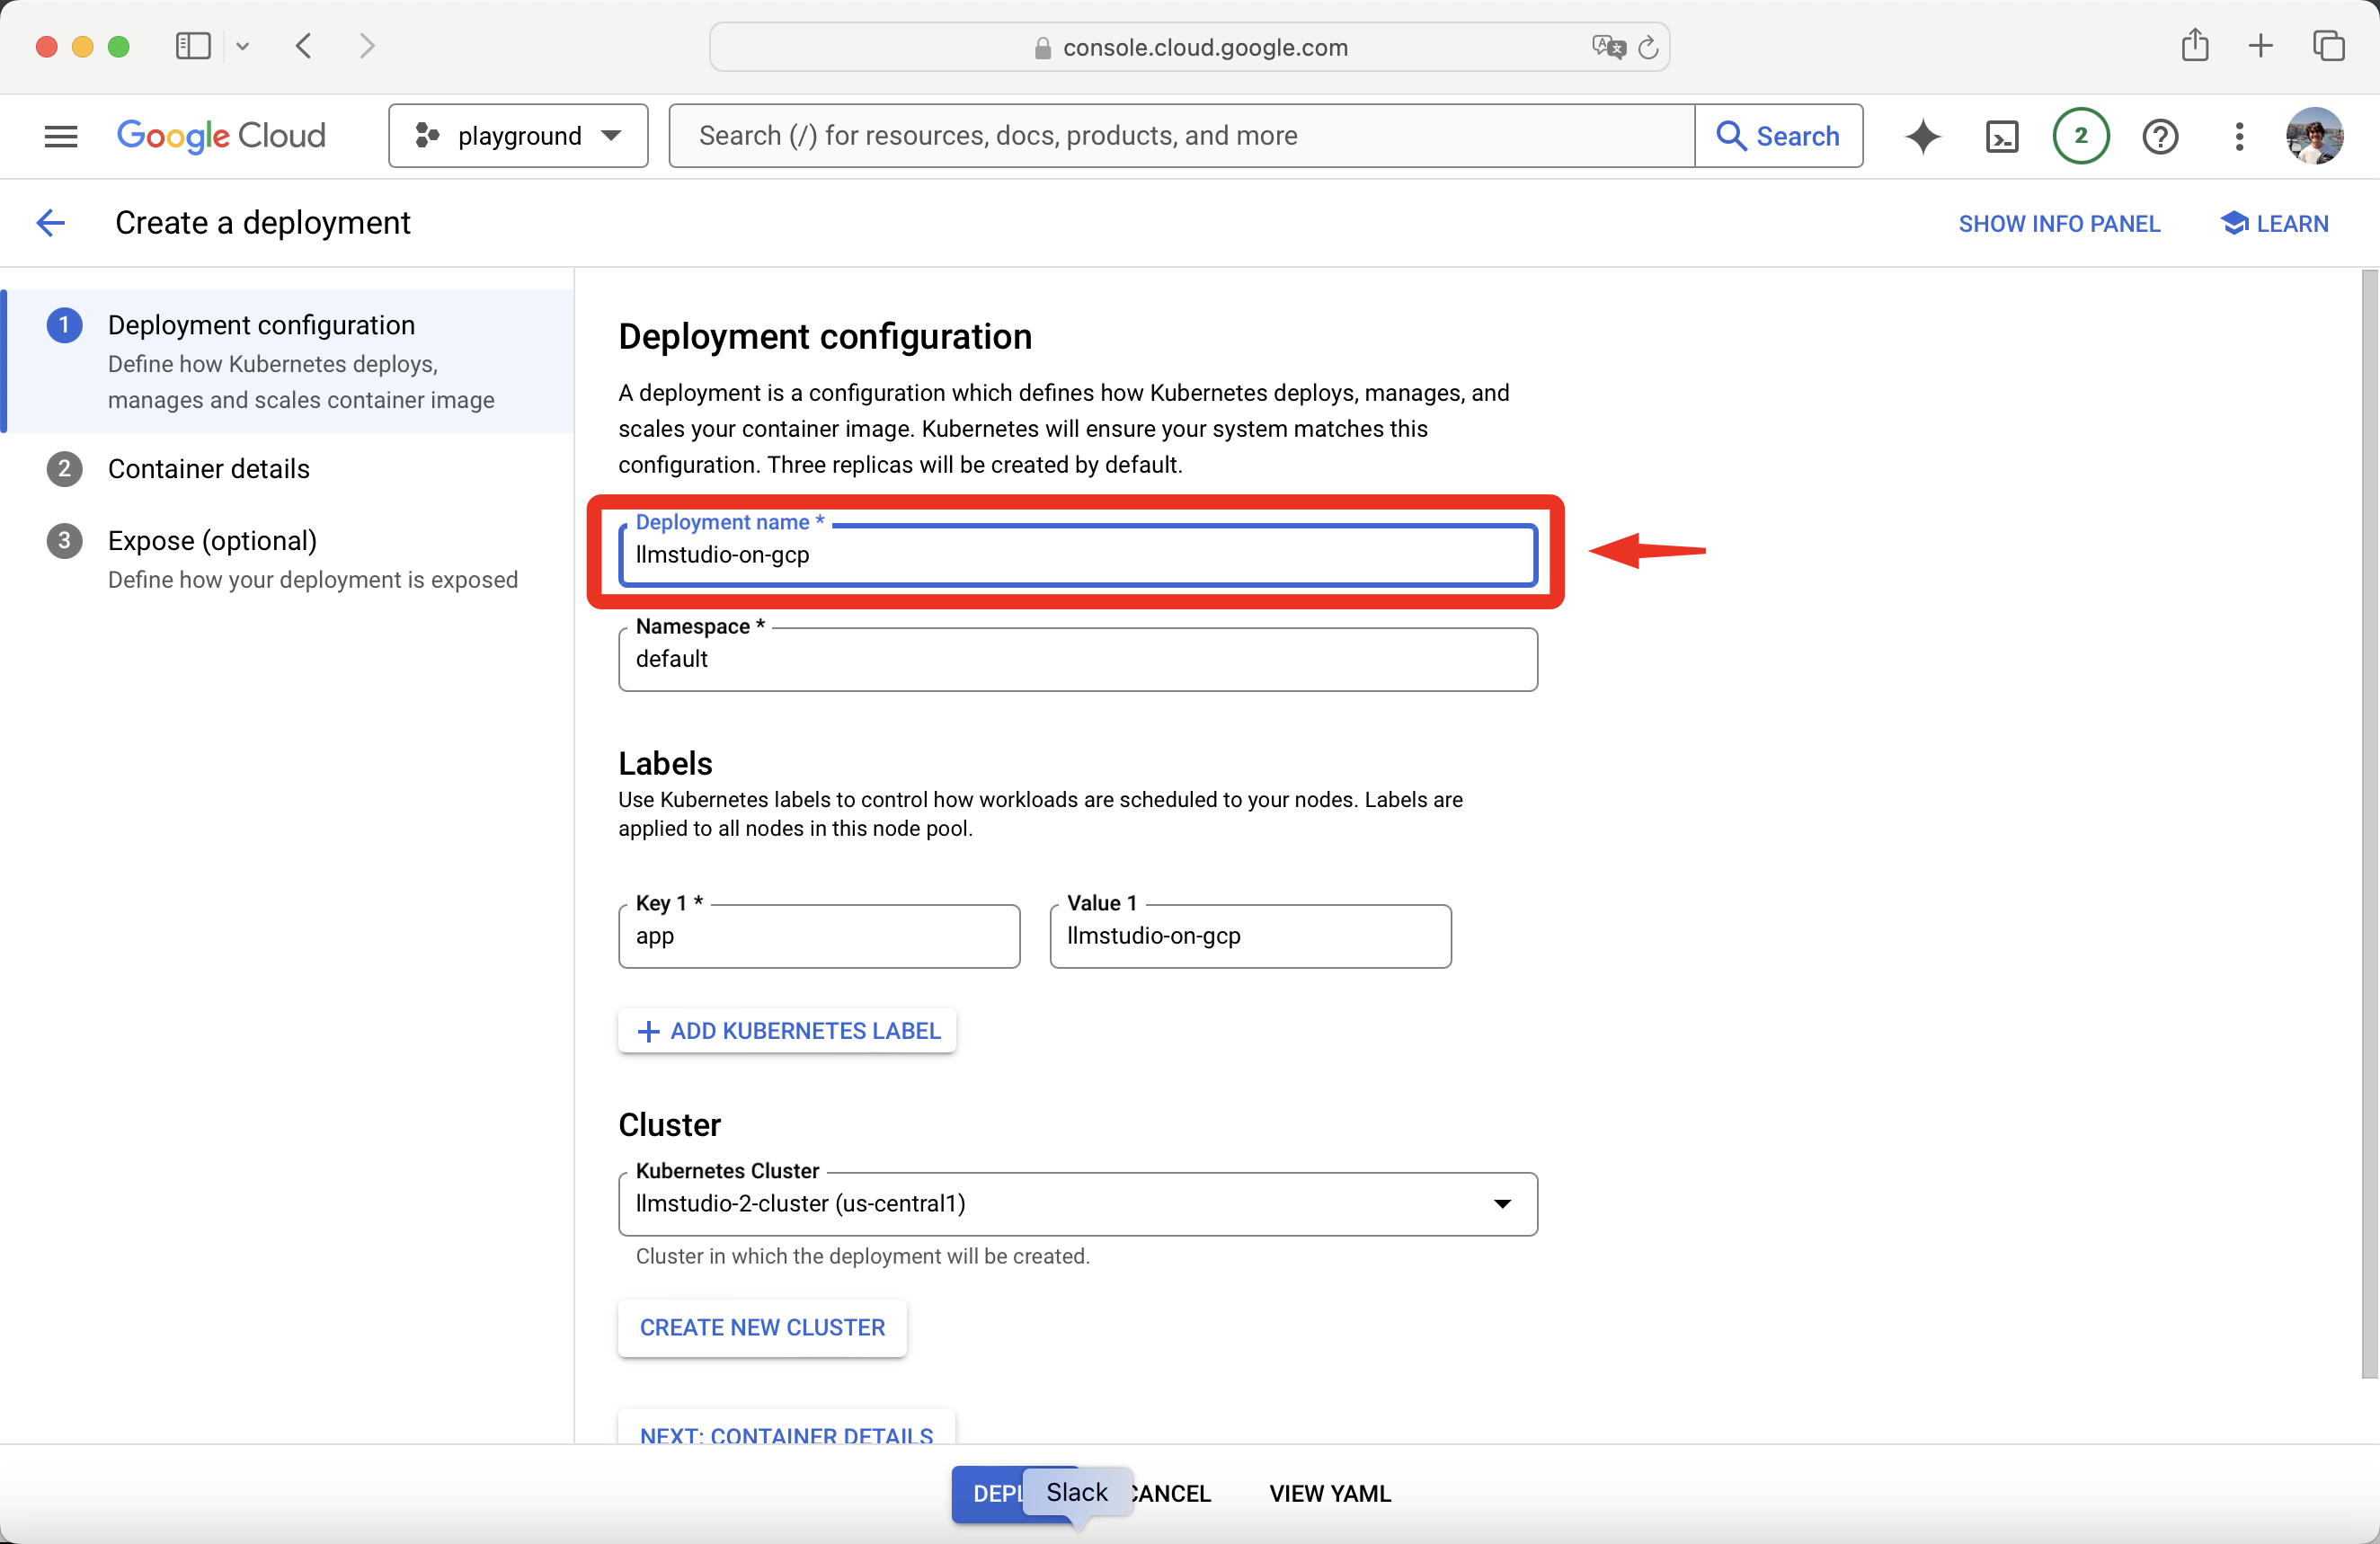 console.cloud.google.com
Google Cloud
playground
Search (/) for resources, docs, products, and more
Search
2
Create a deployment
SHOW INFO PANEL
LEARN
1
Deployment configuration
Define how Kubernetes deploys,
manages and scales container image
2
Container details
3
Expose (optional)
Define how your deployment is exposed
Deployment configuration
A deployment is a configuration which defines how Kubernetes deploys, manages, and
scales your container image. Kubernetes will ensure your system matches this
configuration. Three replicas will be created by default.
Deployment name *
llmstudio-on-gcp
Namespace *
default
Labels
Use Kubernetes labels to control how workloads are scheduled to your nodes. Labels are
applied to all nodes in this node pool.
Key 1 *
app
Value 1
llmstudio-on-gcp
ADD KUBERNETES LABEL
Cluster
Kubernetes Cluster
llmstudio-2-cluster (us-central1)
Cluster in which the deployment will be created.
CREATE NEW CLUSTER
NEXT: CONTAINER DETAILS
Slack
CANCEL
VIEW YAML